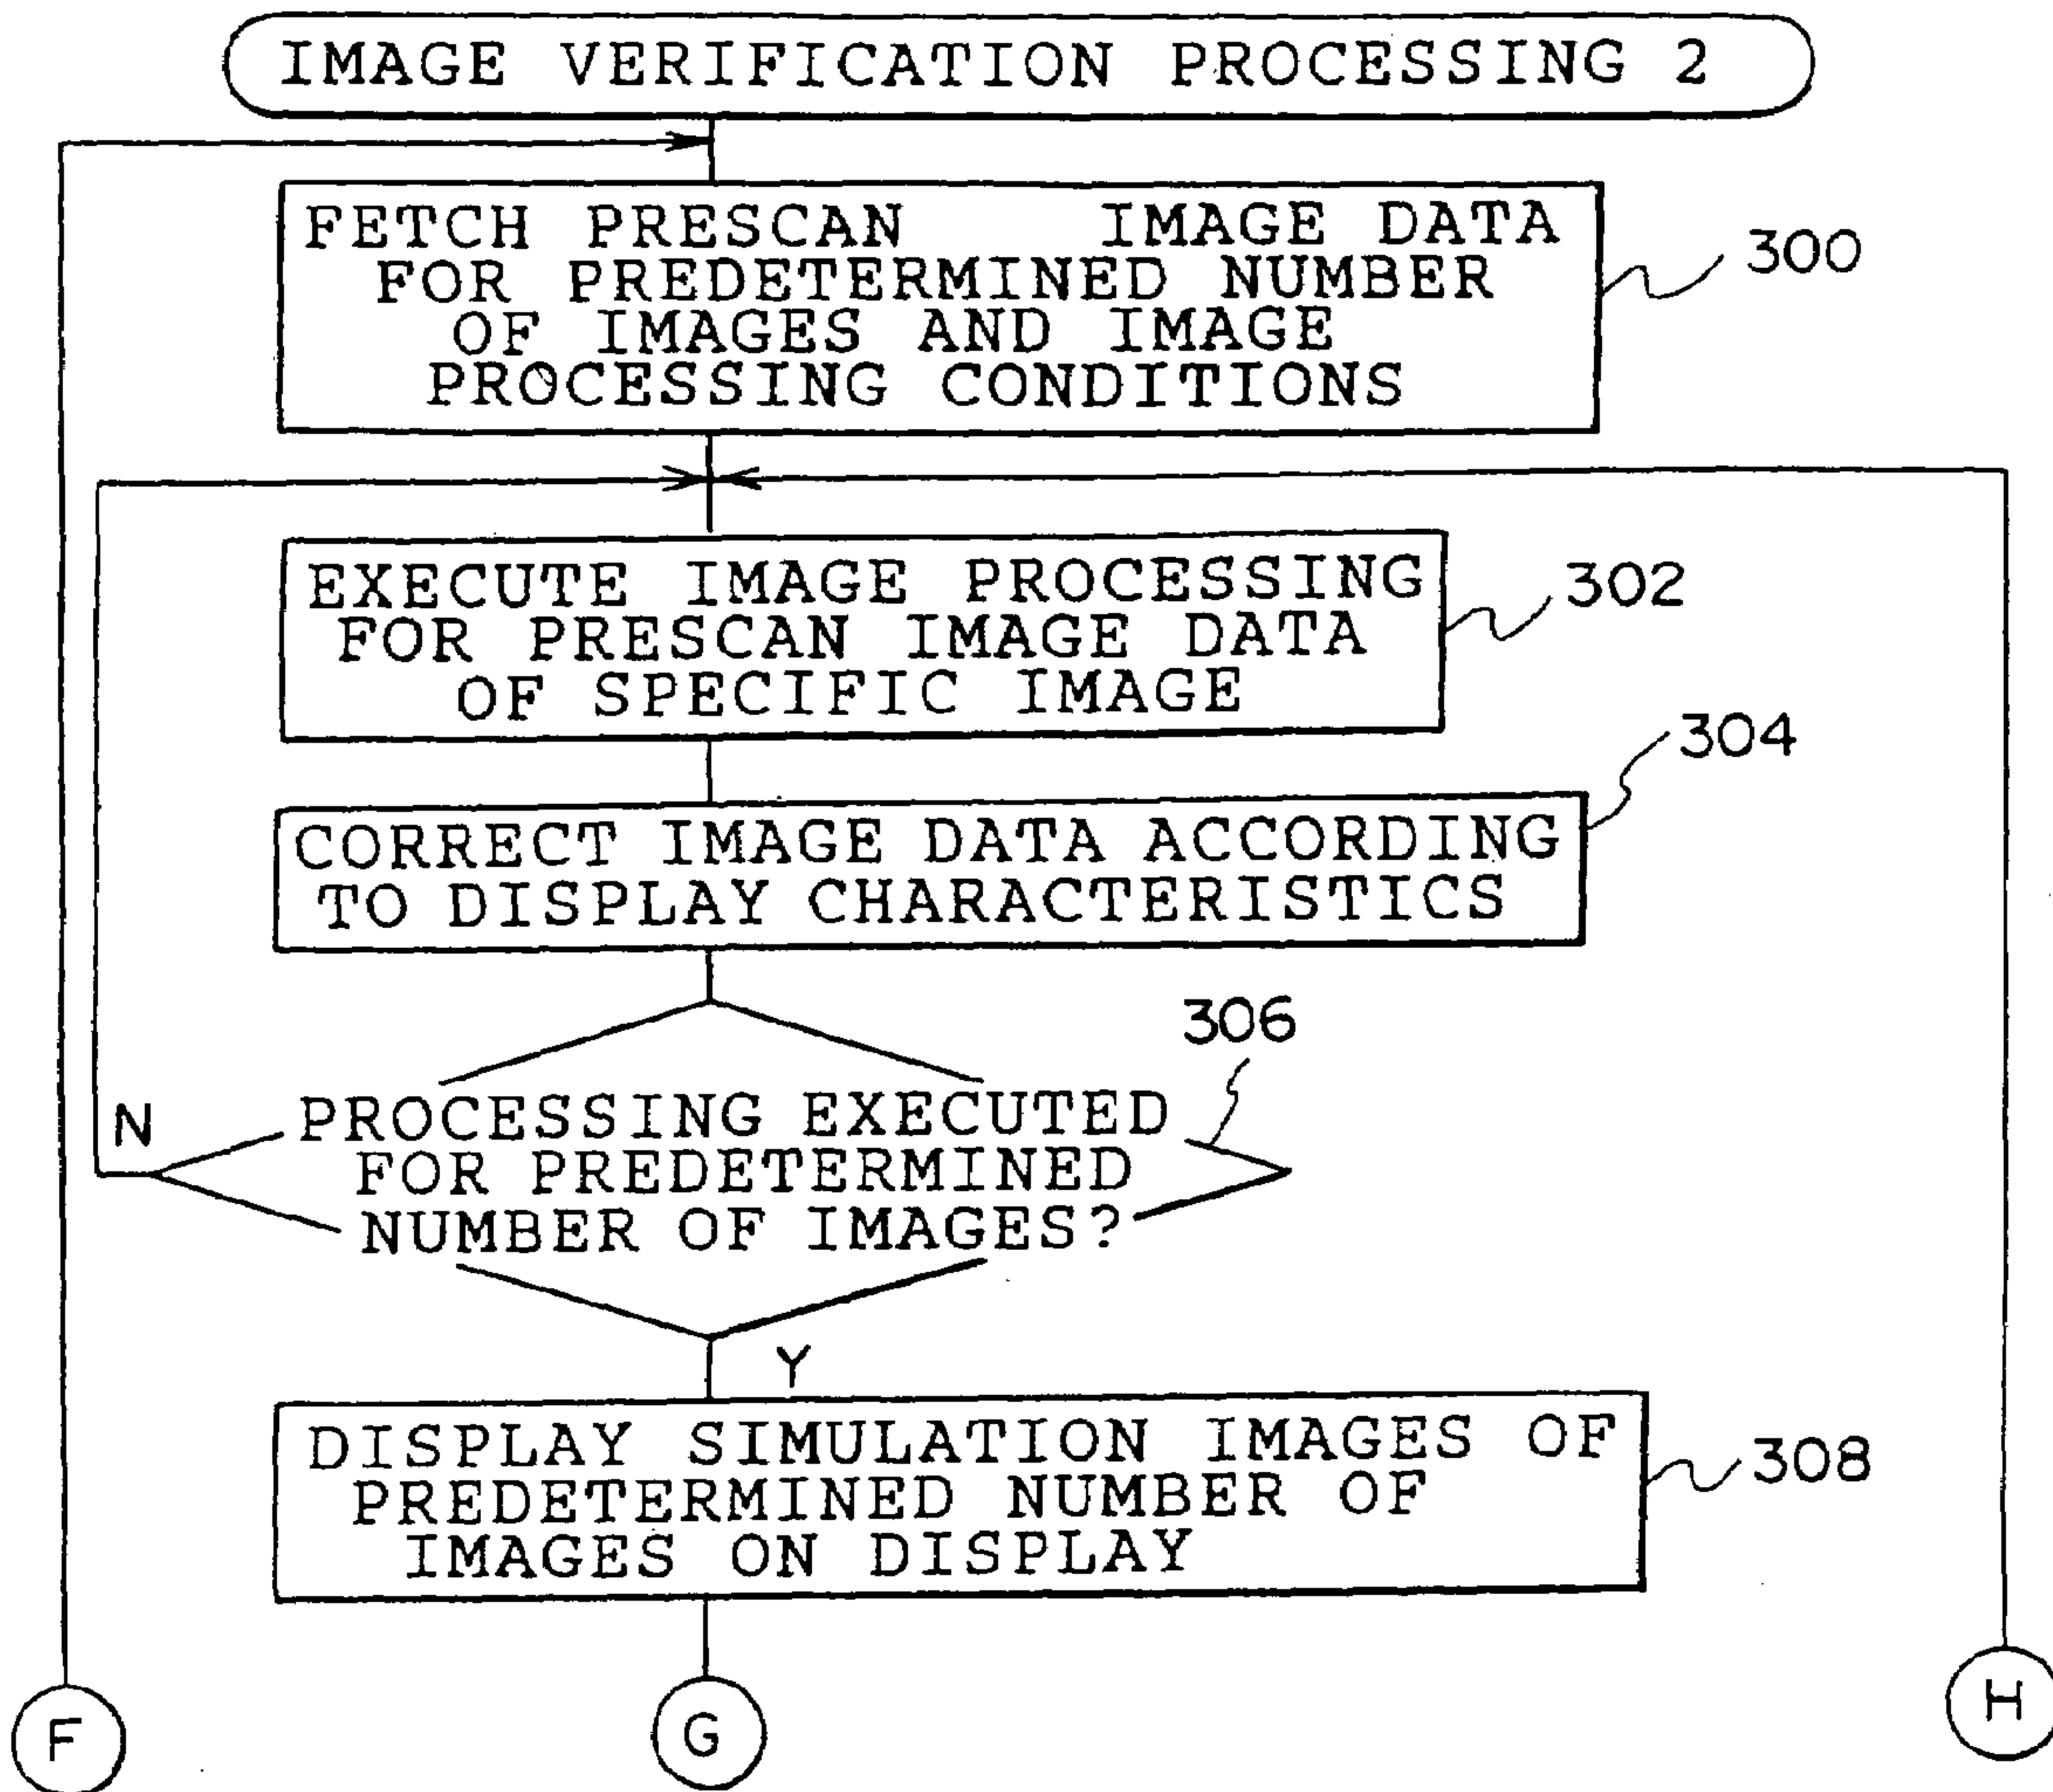 IMAGE VERIFICATION PROCESSING 2
FETCH PRESCAN IMAGE DATA
FOR PREDETERMINED NUMBER
OF IMAGES AND IMAGE
PROCESSING CONDITIONS
300
EXECUTE IMAGE PROCESSING
FOR PRESCAN IMAGE DATA
OF SPECIFIC IMAGE
302
304
CORRECT IMAGE DATA ACCORDING
TO DISPLAY CHARACTERISTICS
306
N
PROCESSING EXECUTED
FOR PREDETERMINED
NUMBER OF IMAGES?
Y
DISPLAY SIMULATION IMAGES OF
PREDETERMINED NUMBER OF
IMAGES ON DISPLAY
308
F
G
H